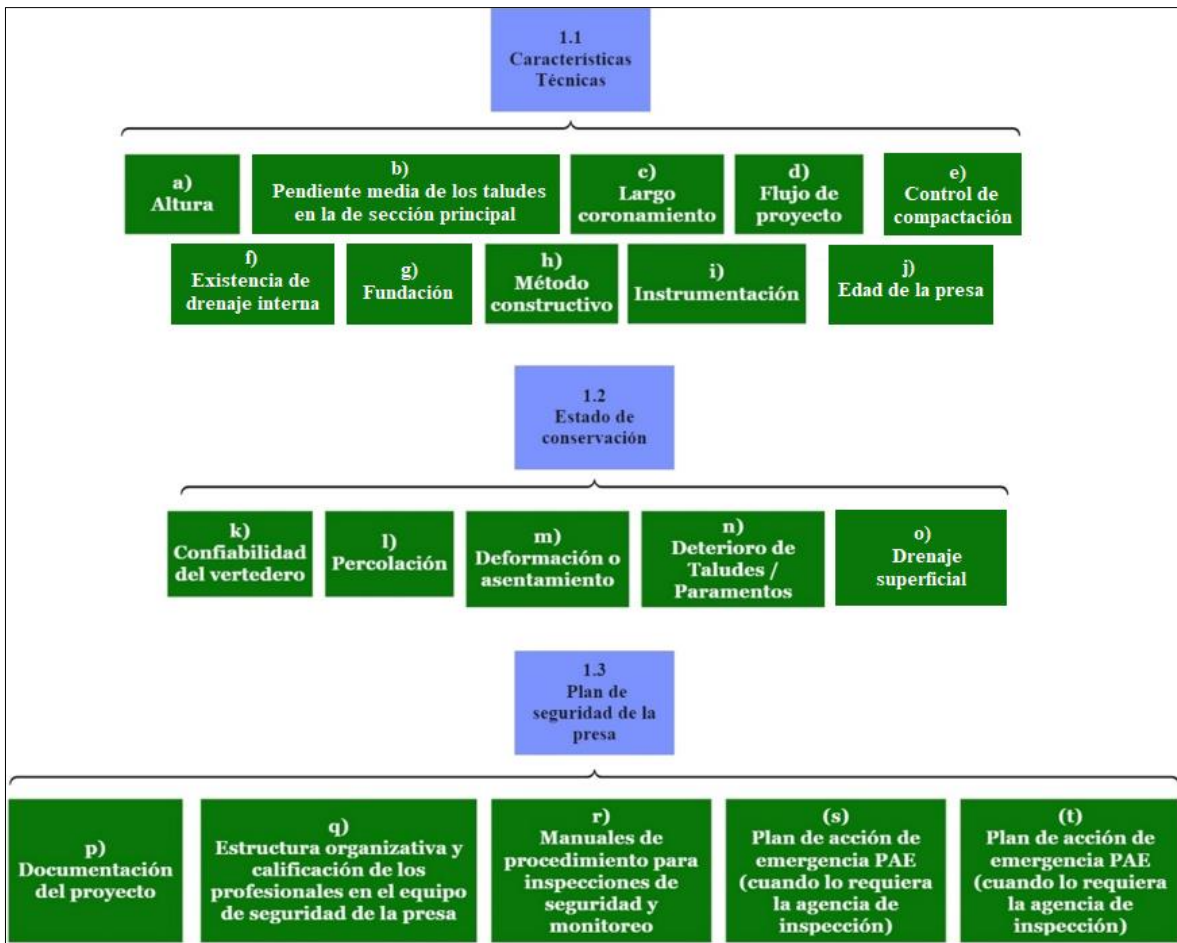 1.1
Características
Técnicas
a)
Altura
b)
Pendiente media de los taludes
en la de sección principal
c)
Largo
coronamiento
d)
Flujo de
proyecto
e)
Control de
compactación
f)
Existencia de
drenaje interna
g)
Fundación
h)
Método
constructivo
i)
Instrumentación
j)
Edad de la presa
1.2
Estado de
conservación
k)
Confiabilidad
del vertedero
l)
Percolación
m)
Deformación o
asentamiento
n)
Deterioro de
Taludes /
Paramentos
o)
Drenaje
superficial
1.3
Plan de
seguridad de la
presa
p)
Documentación
del proyecto
q)
Estructura organizativa y
calificación de los
profesionales en el equipo
de seguridad de la presa
r)
Manuales de
procedimiento para
inspecciones de
seguridad y
monitoreo
(s)
Plan de acción de
emergencia PAE
(cuando lo requiera
la agencia de
inspección)
(t)
Plan de acción de
emergencia PAE
(cuando lo requiera
la agencia de
inspección)